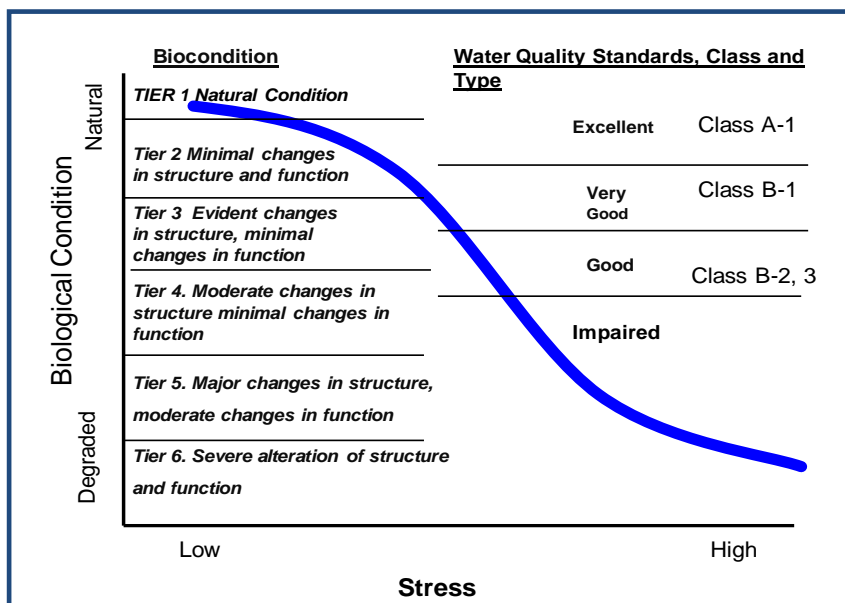 Biocondition
Water Quality Standards, Class and
Type
Natural
Biological Condition
Degraded
TIER 1 Natural Condition
Tier 2 Minimal changes
in structure and function
Tier 3  Evident changes
in structure, minimal
changes in function
Tier 4. Moderate changes in
structure minimal changes in
function
Tier 5. Major changes in structure,
moderate changes in function
Tier 6. Severe alteration of structure
and function
Excellent
Class A-1
Very
Good
Class B-1
Good
Class B-2, 3
Impaired
Low
High
Stress